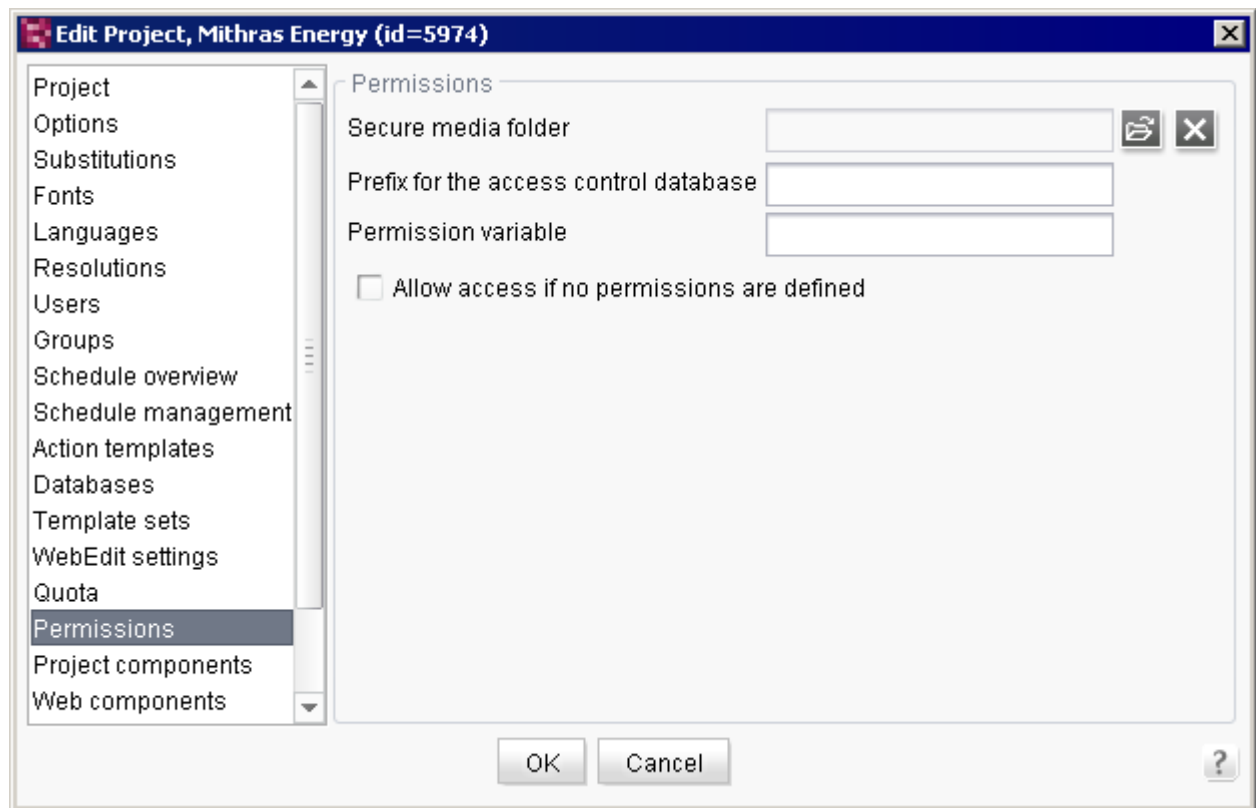 Edit Project, Mithras Energy (id=5974)
Project
Options
Substitutions
Fonts
Languages
Resolutions
Users
Groups
Schedule overview
Schedule management
Action templates
Databases
Template sets
WebEdit settings
Quota
Permissions
Project components
Web components
Permissions
Secure media folder
Prefix for the access control database
Permission variable
Allow access if no permissions are defined
OK
Cancel
?